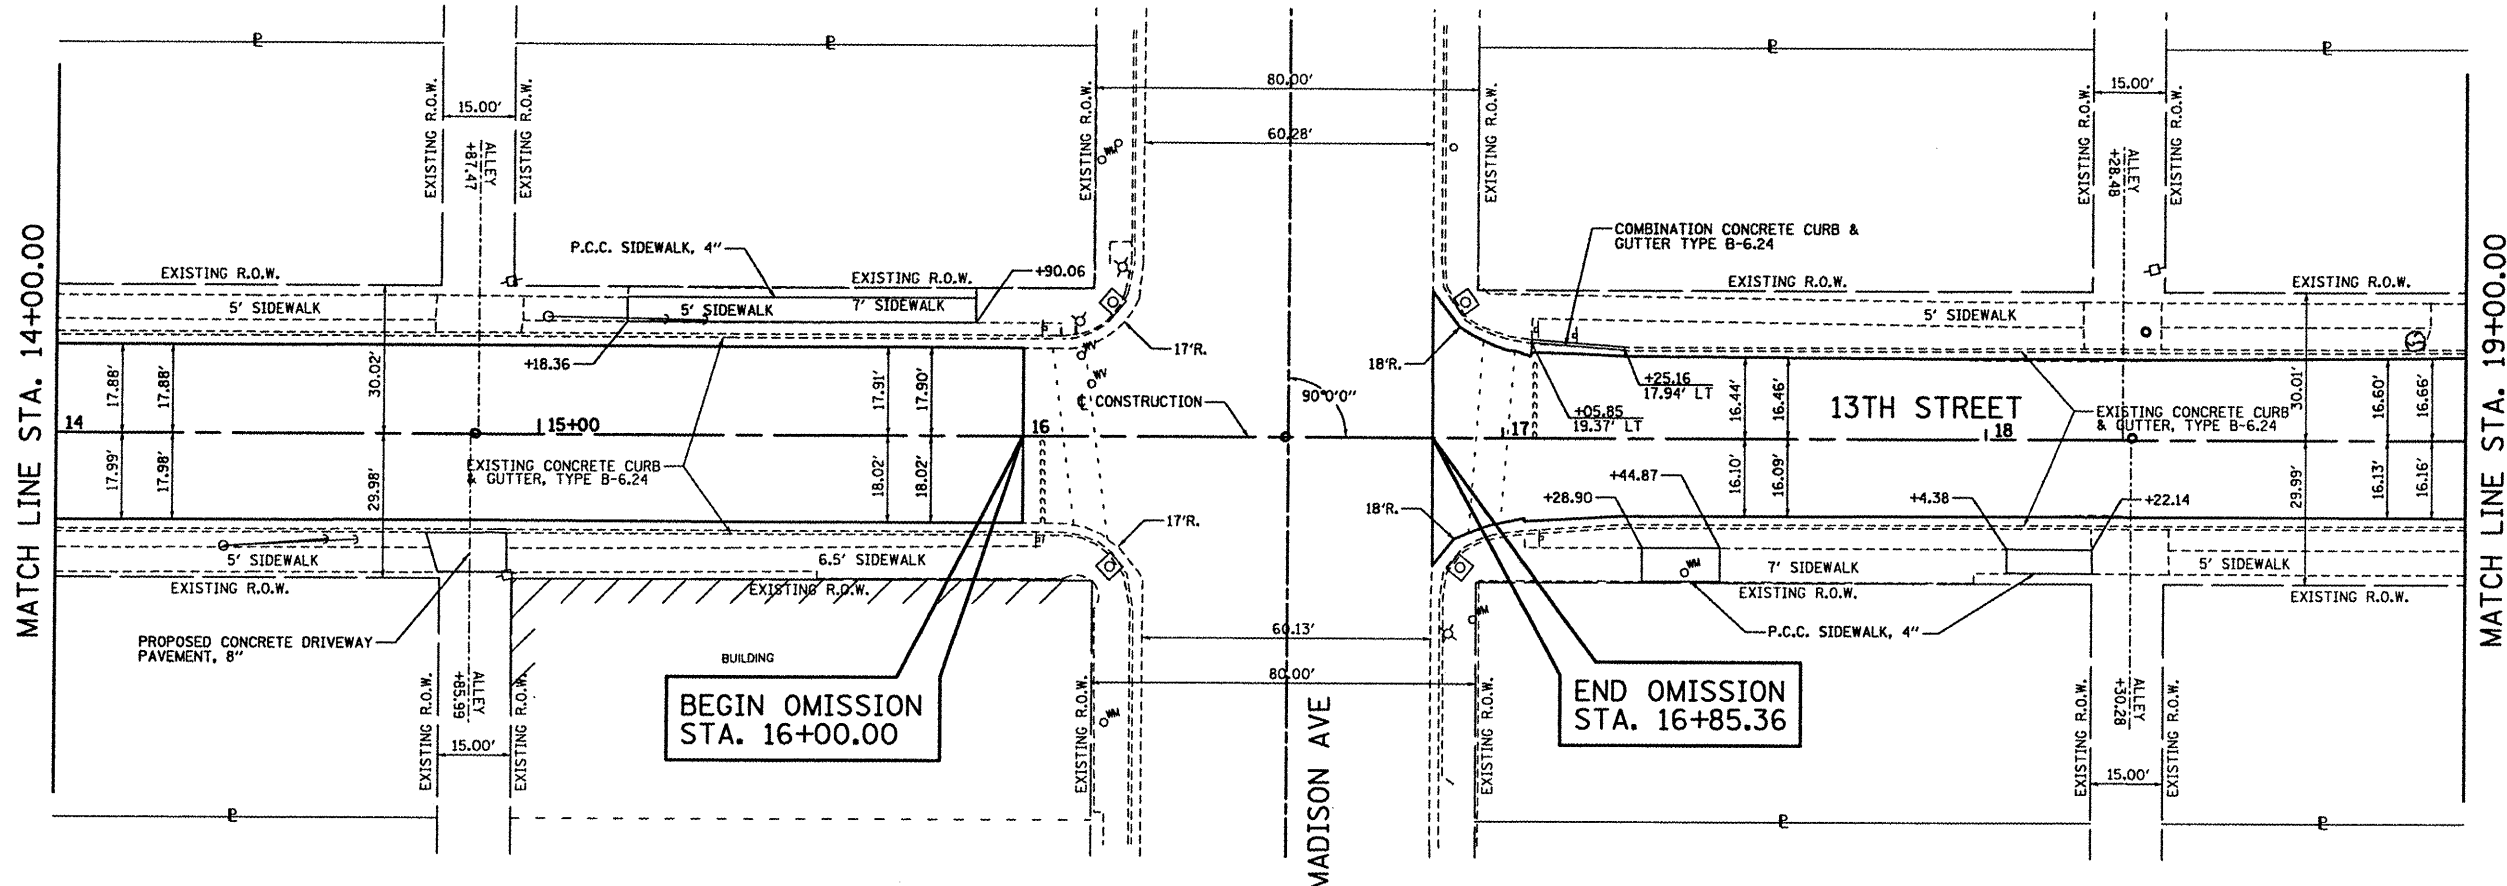 MATCH LINE STA. 14+00.00
MATCH LINE STA. 19+00.00
EXISTING R.O.W.
15.00'
EXISTING R.O.W.
ALLEY
+87.47
EXISTING R.O.W.
80.00'
60.28'
EXISTING R.O.W.
WM
EXISTING R.O.W.
15.00'
EXISTING R.O.W.
ALLEY
+28.48
P.C.C. SIDEWALK, 4"
COMBINATION CONCRETE CURB &
GUTTER TYPE B-6.24
EXISTING R.O.W.
EXISTING R.O.W.
+90.06
EXISTING R.O.W.
EXISTING R.O.W.
5' SIDEWALK
5' SIDEWALK
7' SIDEWALK
5' SIDEWALK
+18.36
17'R.
WV
WV
18'R.
+25.16
17.94' LT
+05.85
19.37' LT
17.88'
17.88'
30.02'
17.91'
17.90'
16.44'
16.46'
30.01'
16.60'
16.66'
90°0'0"
℄ CONSTRUCTION
13TH STREET
14
15+00
16
17
18
EXISTING CONCRETE CURB
& GUTTER, TYPE B-6.24
EXISTING CONCRETE CURB
& GUTTER, TYPE B-6.24
17.99'
17.98'
29.98'
18.02'
18.02'
16.10'
16.09'
29.99'
16.13'
16.16'
+44.87
+28.90
+4.38
+22.14
18'R.
17'R.
5' SIDEWALK
6.5' SIDEWALK
WM
7' SIDEWALK
5' SIDEWALK
EXISTING R.O.W.
EXISTING R.O.W.
EXISTING R.O.W.
EXISTING R.O.W.
WM
P.C.C. SIDEWALK, 4"
PROPOSED CONCRETE DRIVEWAY
PAVEMENT, 8"
BUILDING
60.13'
80.00'
EXISTING R.O.W.
ALLEY
+85.99
EXISTING R.O.W.
15.00'
BEGIN OMISSION
STA. 16+00.00
EXISTING R.O.W.
WM
MADISON AVE
EXISTING R.O.W.
END OMISSION
STA. 16+85.36
EXISTING R.O.W.
ALLEY
+30.28
EXISTING R.O.W.
15.00'